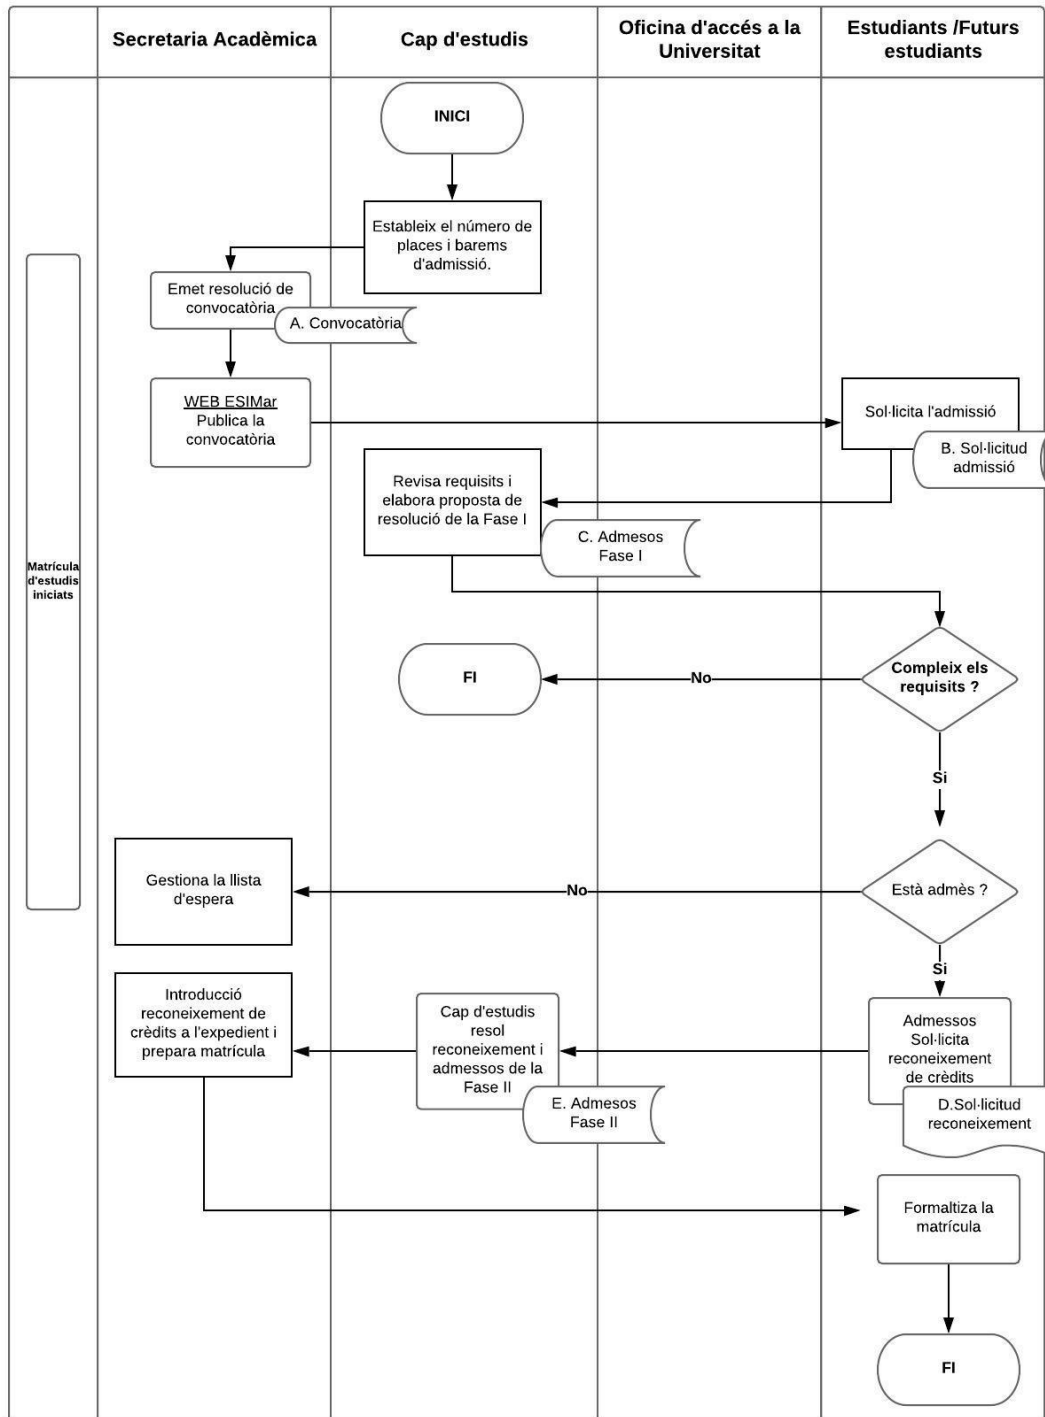 Secretaria Acadèmica
Cap d'estudis
Oficina d'accés a la
Universitat
Estudiants /Futurs
estudiants
INICI
Estableix el número de
places i barems
d'admissió.
Emet resolució de
convocatòria
A. Convocatòria
WEB ESIMar
Publica la
convocatòria
Sol·licita l'admissió
B. Sol·licitud
admissió
Revisa requisits i
elabora proposta de
resolució de la Fase I
C. Admesos
Fase I
Matrícula
d'estudis
iniciats
Compleix els
requisits ?
No
FI
Si
Està admès ?
No
Gestiona la llista
d'espera
Si
Admessos
Sol·licita
reconeixement
de crèdits
D.Sol·licitud
reconeixement
Cap d'estudis
resol
reconeixement i
admessos de la
Fase II
E. Admesos
Fase II
Introducció
reconeixement de
crèdits a l'expedient i
prepara matrícula
Formaltiza la
matrícula
FI